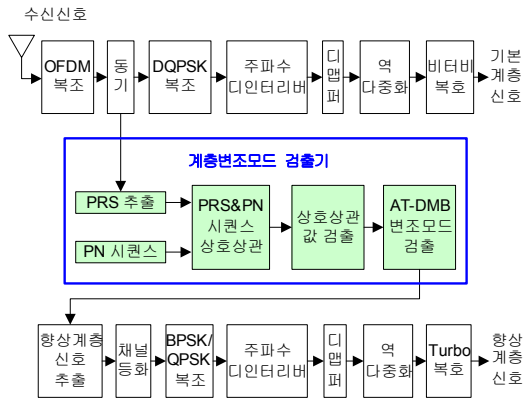 수신신호
OFDM
복조
동
기
DQPSK
복조
주파수
디인터리버
디
맵
퍼
역
다중화
비터비
복호
기본
계층
신호
계층변조모드 검출기
PRS 추출
PN 시퀀스
PRS&PN
시퀀스
상호상관
상호상관
값 검출
AT-DMB
변조모드
검출
향상계층
신호
추출
채널
등화
BPSK/
QPSK
복조
주파수
디인터리버
디
맵
퍼
역
다중화
Turbo
복호
향상
계층
신호